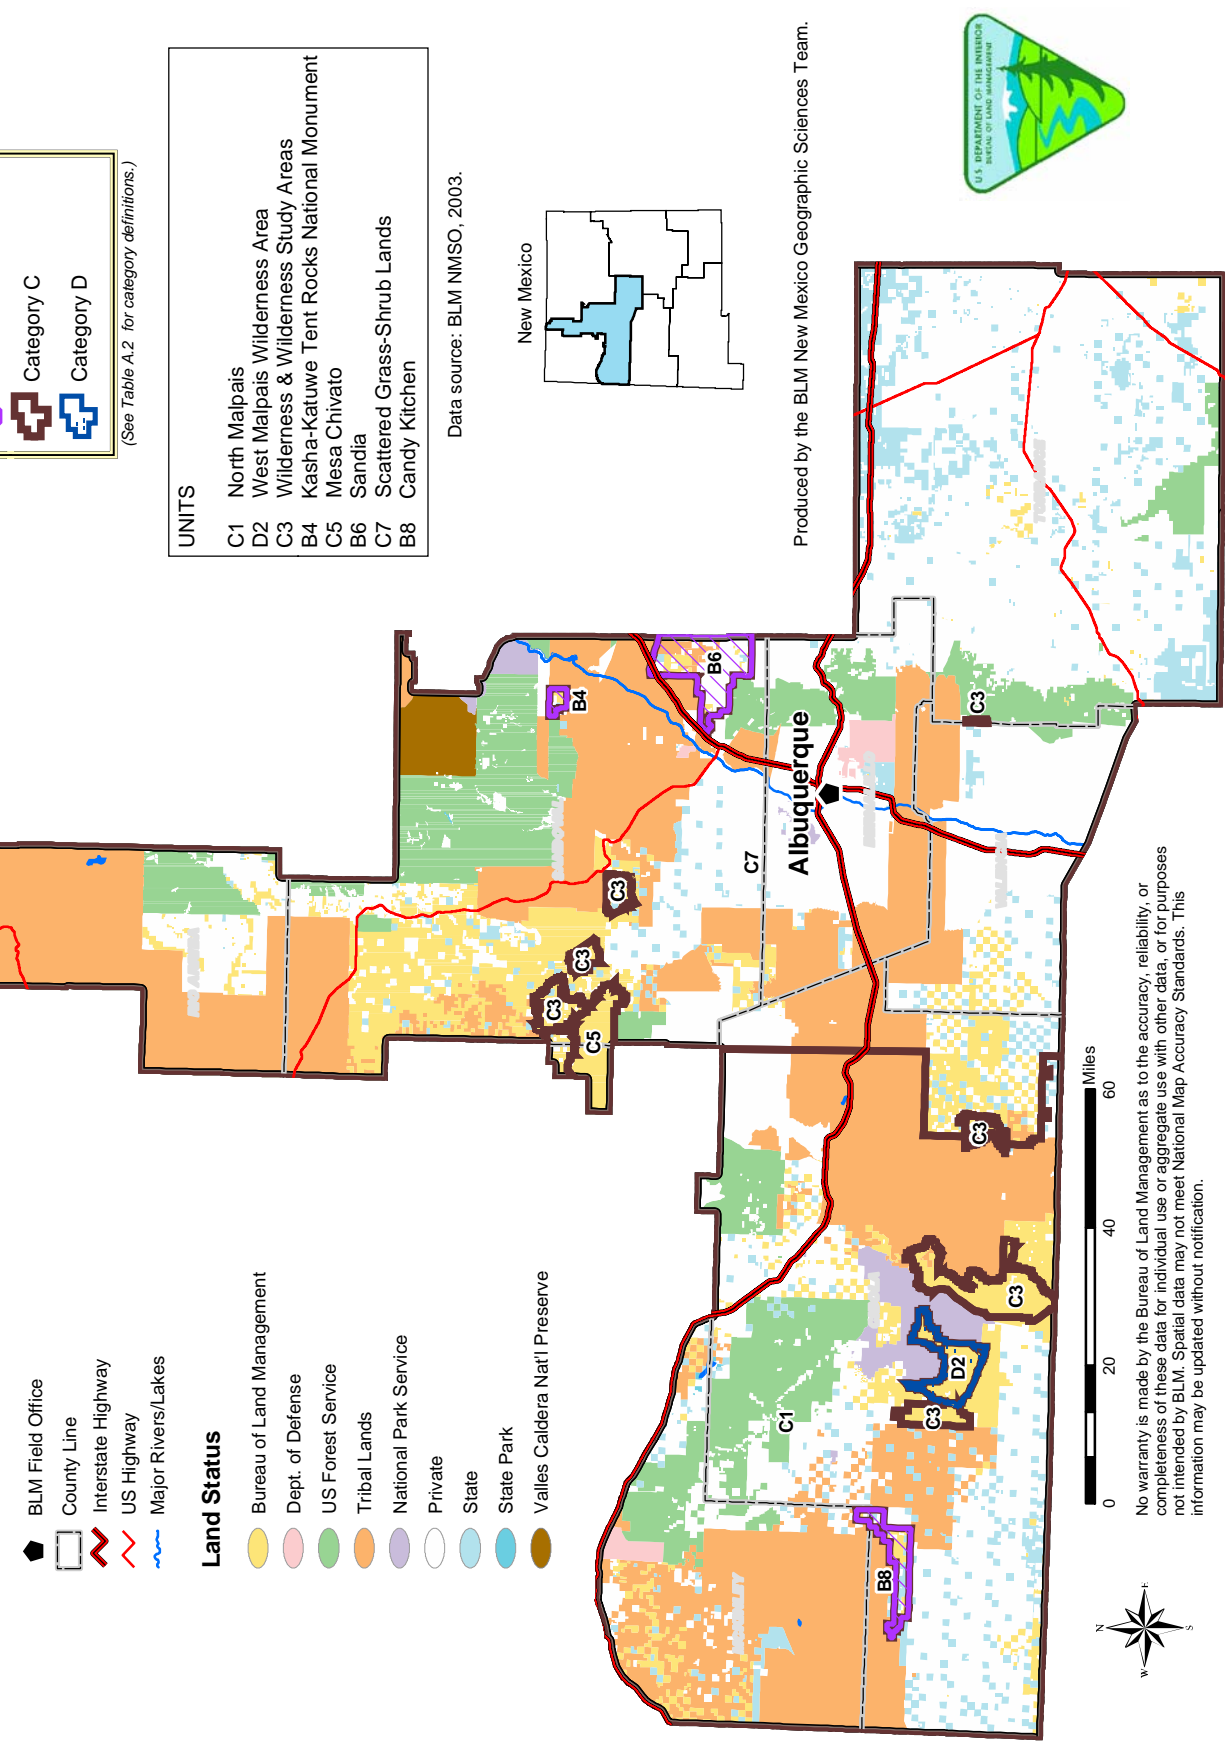 Category C
Category D
(See Table A.2 for category definitions.)
UNITS
C1 North Malpais
D2 West Malpais Wilderness Area
C3 Wilderness & Wilderness Study Areas
B4 Kasha-Katuwe Tent Rocks National Monument
C5 Mesa Chivato
B6 Sandia
C7 Scattered Grass-Shrub Lands
B8 Candy Kitchen
Data source: BLM NMSO, 2003.
New Mexico
Produced by the BLM New Mexico Geographic Sciences Team.
U.S. DEPARTMENT OF THE INTERIOR
BUREAU OF LAND MANAGEMENT
BLM Field Office
County Line
Interstate Highway
US Highway
Major Rivers/Lakes
Land Status
Bureau of Land Management
Dept. of Defense
US Forest Service
Tribal Lands
National Park Service
Private
State
State Park
Valles Caldera Nat'l Preserve
B4
B6
C3
C3
C3
C5
C7
Albuquerque
C3
C3
C3
C1
D2
C3
B8
0 20 40 60 Miles
N
W
E
S
No warranty is made by the Bureau of Land Management as to the accuracy, reliability, or
completeness of these data for individual use or aggregate use with other data, or for purposes
not intended by BLM. Spatial data may not meet National Map Accuracy Standards. This
information may be updated without notification.